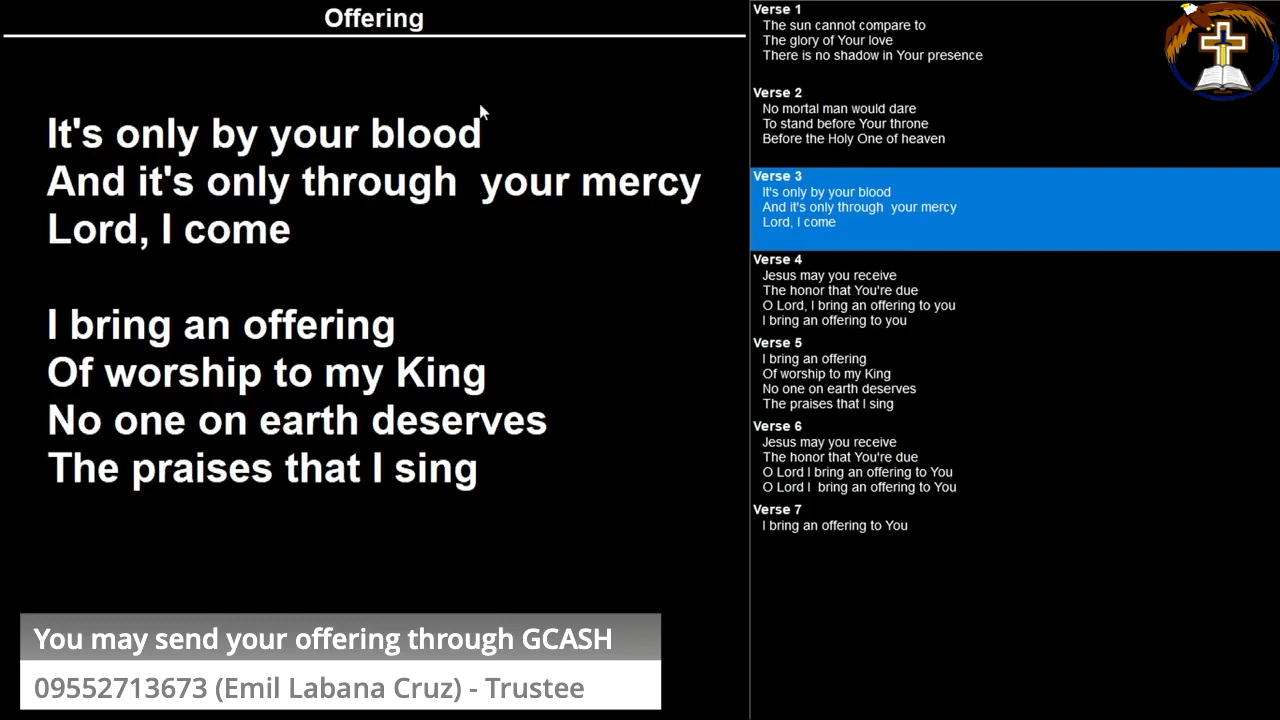 Offering
It's only by your blood
And it's only through  your mercy
Lord, I come
I bring an offering
Of worship to my King
No one on earth deserves
The praises that I sing
You may send your offering through GCASH
09552713673 (Emil Labana Cruz) - Trustee
Verse 1
The sun cannot compare to
The glory of Your love
There is no shadow in Your presence
Verse 2
No mortal man would dare
To stand before Your throne
Before the Holy One of heaven
Verse 3
It's only by your blood
And it's only through  your mercy
Lord, I come
Verse 4
Jesus may you receive
The honor that You're due
O Lord, I bring an offering to you
I bring an offering to you
Verse 5
I bring an offering
Of worship to my King
No one on earth deserves
The praises that I sing
Verse 6
Jesus may you receive
The honor that You're due
O Lord I bring an offering to You
O Lord I  bring an offering to You
Verse 7
I bring an offering to You